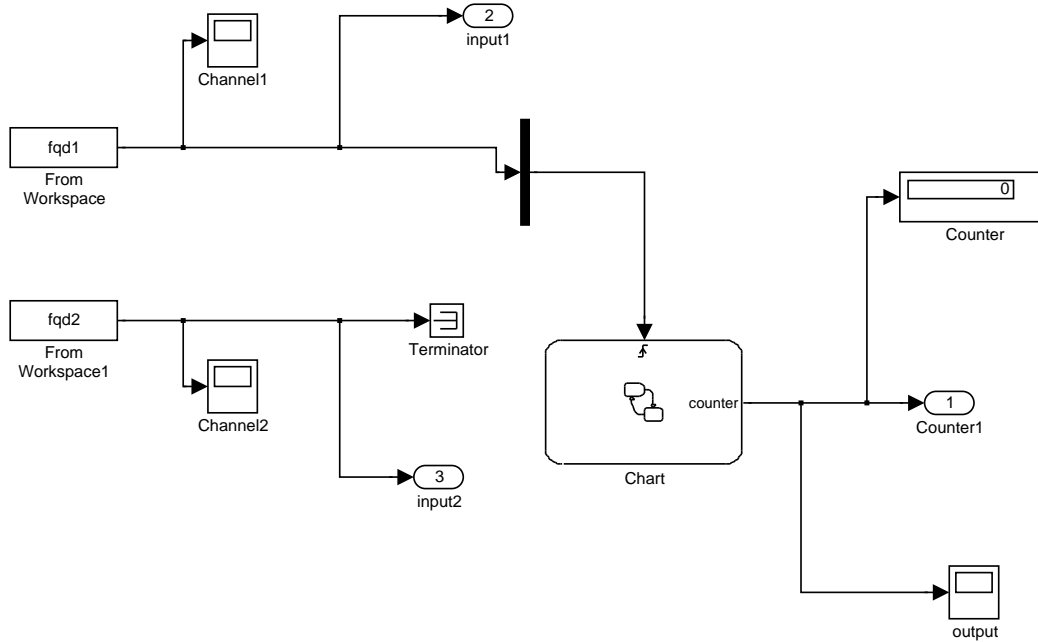 2
input1
Channel1
fqd1
From
Workspace
0
Counter
fqd2
From
Workspace1
Terminator
Channel2
counter
1
Counter1
Chart
3
input2
output